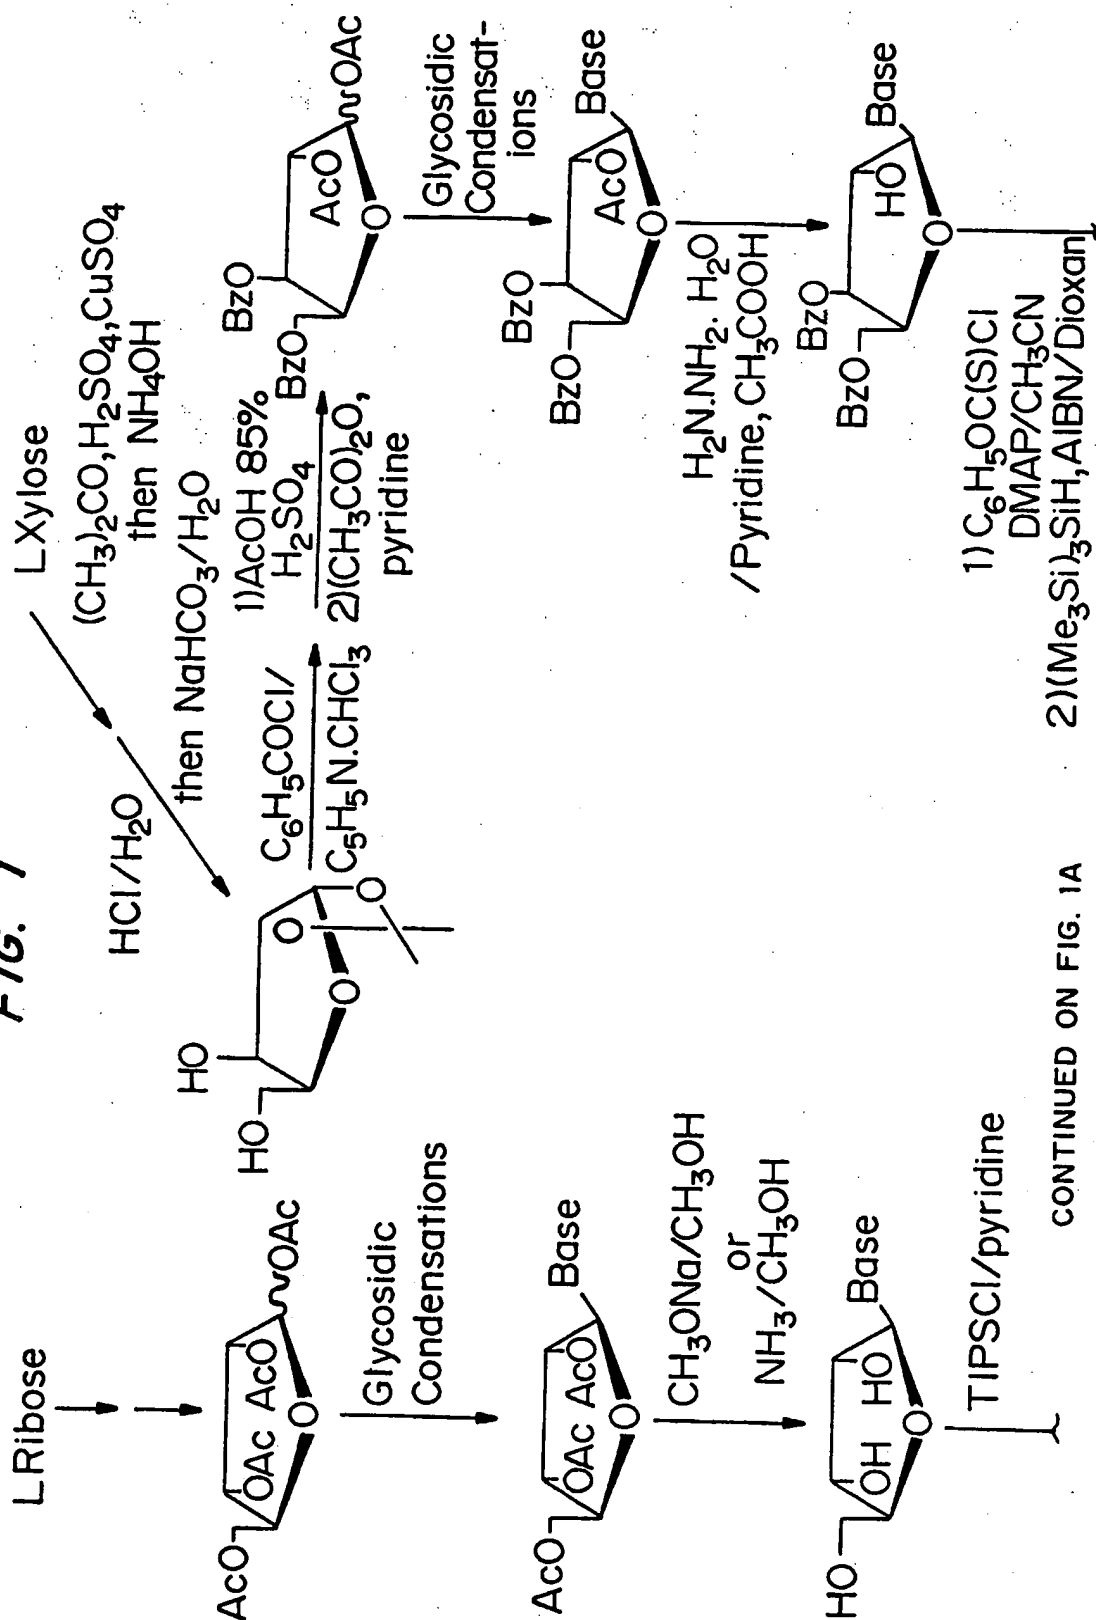 FIG. 1
LRibose
AcO
OAc AcO
OAc
O
Glycosidic
Condensations
AcO
OAc AcO
Base
O
CH3ONa/CH3OH
or
NH3/CH3OH
HO
OH HO
Base
O
TIPSCl/pyridine
LXylose
(CH3)2CO,H2SO4,CuSO4
then NH4OH
HCl/H2O
then NaHCO3/H2O
HO
HO
O
O
O
C6H5COCl/
C5H5N.CHCl3
1)AcOH 85%
H2SO4
2)(CH3CO)2O,
pyridine
BzO
BzO
AcO
OAc
O
Glycosidic
Condensat-
ions
BzO
BzO
AcO
Base
O
H2N.NH2. H2O
/Pyridine,CH3COOH
BzO
BzO
HO
Base
O
1)C6H5OC(S)Cl
DMAP/CH3CN
2)(Me3Si)3SiH,AIBN/Dioxan
CONTINUED ON FIG. 1A